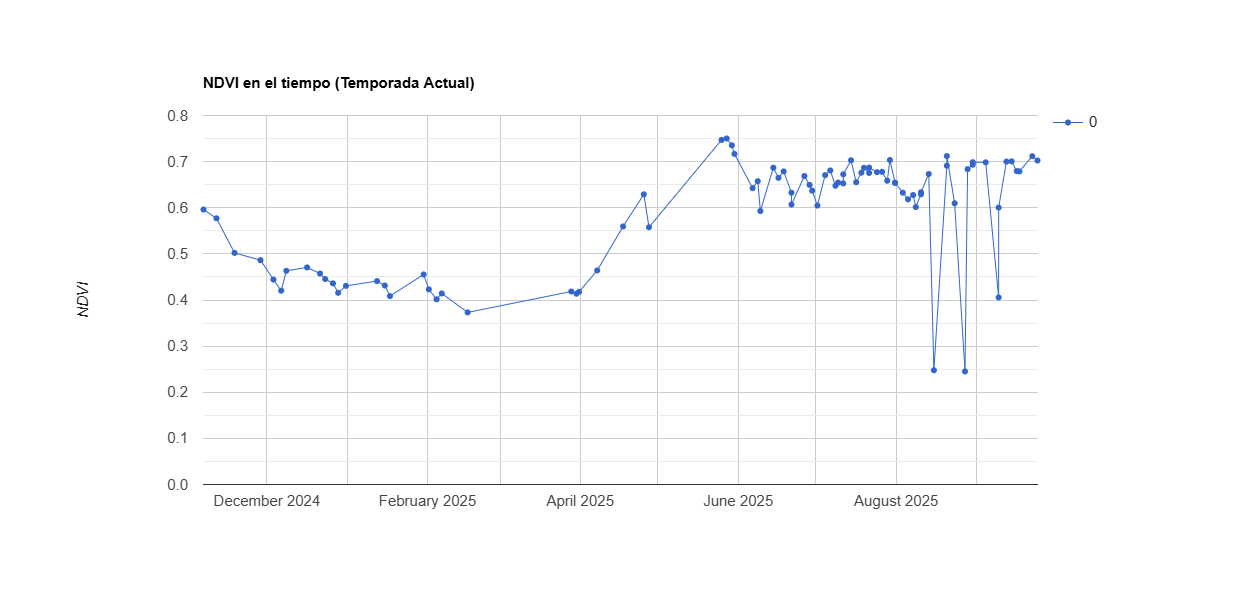 NDVI en el tiempo (Temporada Actual)
0.8
0.7
0.6
0.5
0.4
0.3
0.2
0.1
0.0
NDVI
December 2024
February 2025
April 2025
June 2025
August 2025
0